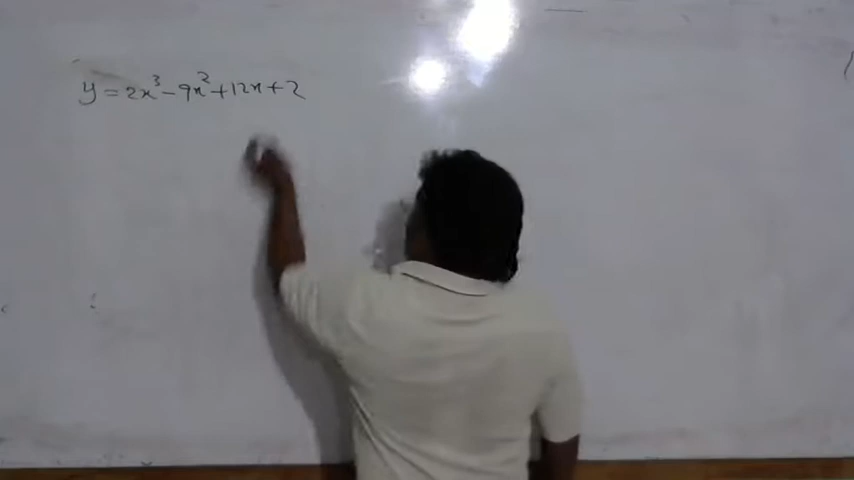 y = 2x³ - 9x² + 12x + 2